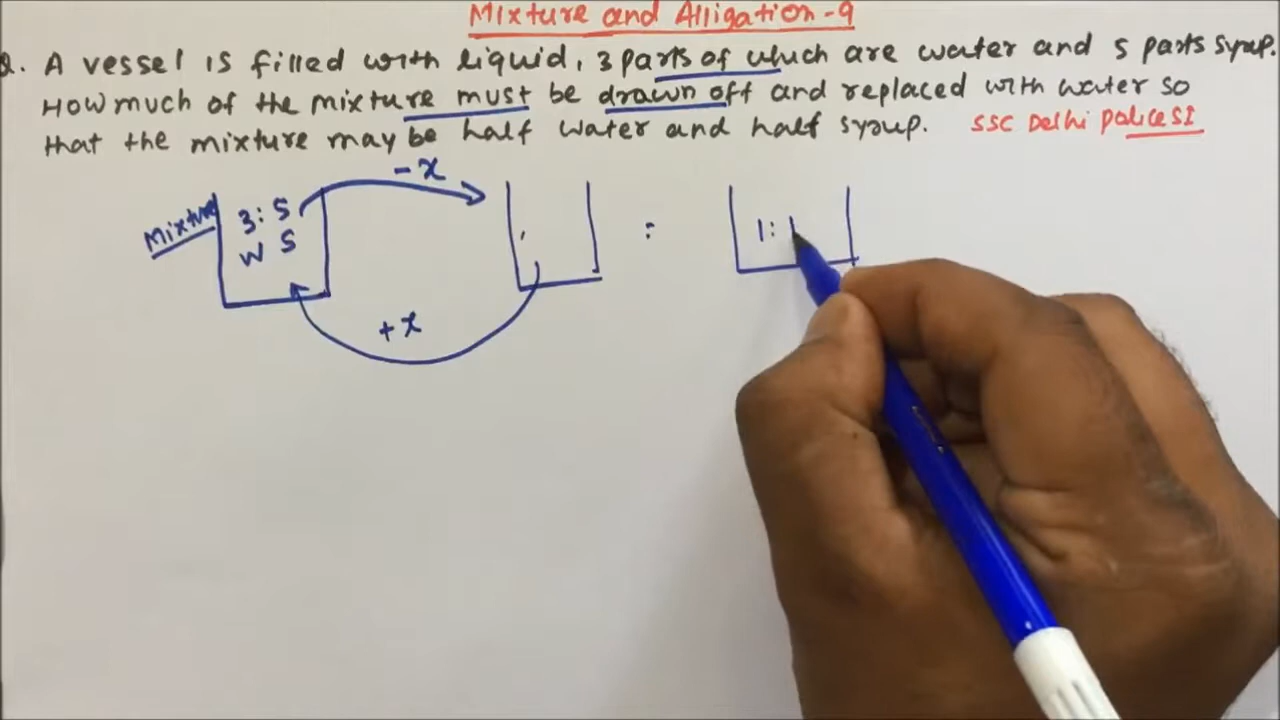 Mixture and Alligation-9
Q. A vessel is filled with liquid, 3 parts of which are water and 5 parts syrup.
How much of the mixture must be drawn off and replaced with water so
that the mixture may be half water and half syrup. SSC Delhi police SI
-x
Mixture 3:5 = 1:1
W S
+x